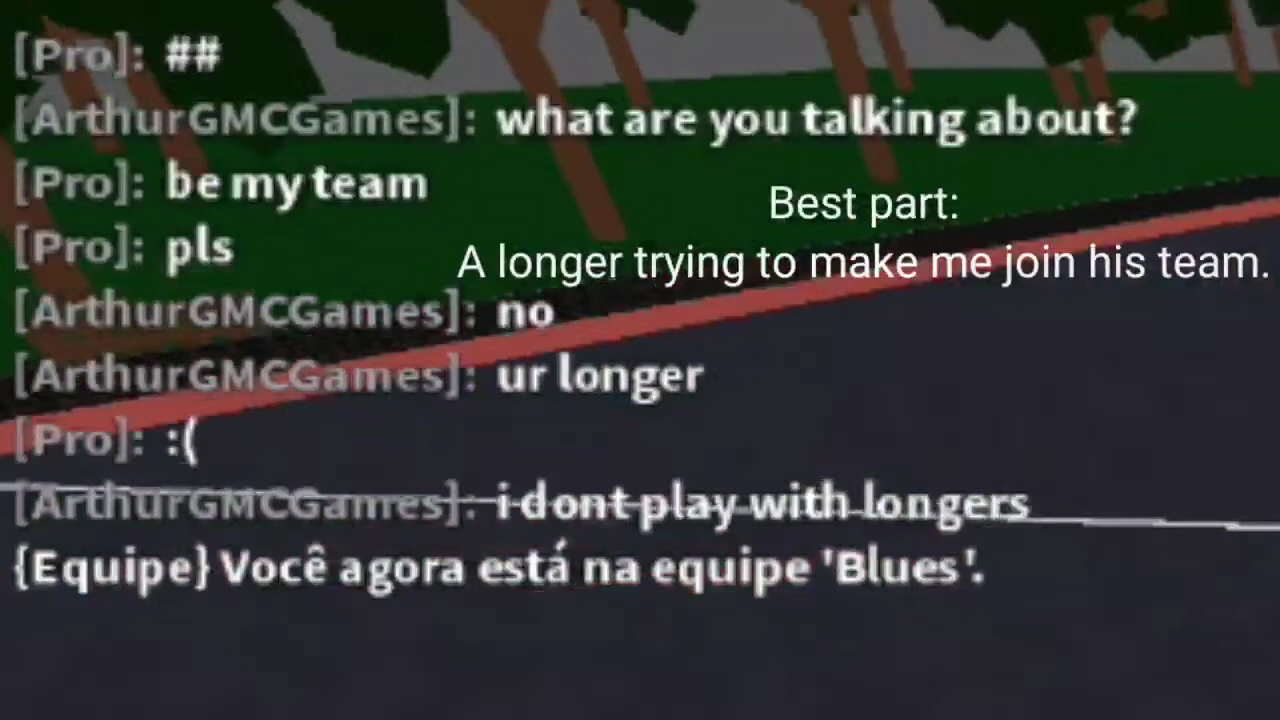 [Pro]: ##
[ArthurGMCGames]: what are you talking about?
[Pro]: be my team
[Pro]: pls
[ArthurGMCGames]: no
[ArthurGMCGames]: ur longer
[Pro]: :(
[ArthurGMCGames]: i dont play with longers
{Equipe} Você agora está na equipe 'Blues'.
Best part:
A longer trying to make me join his team.